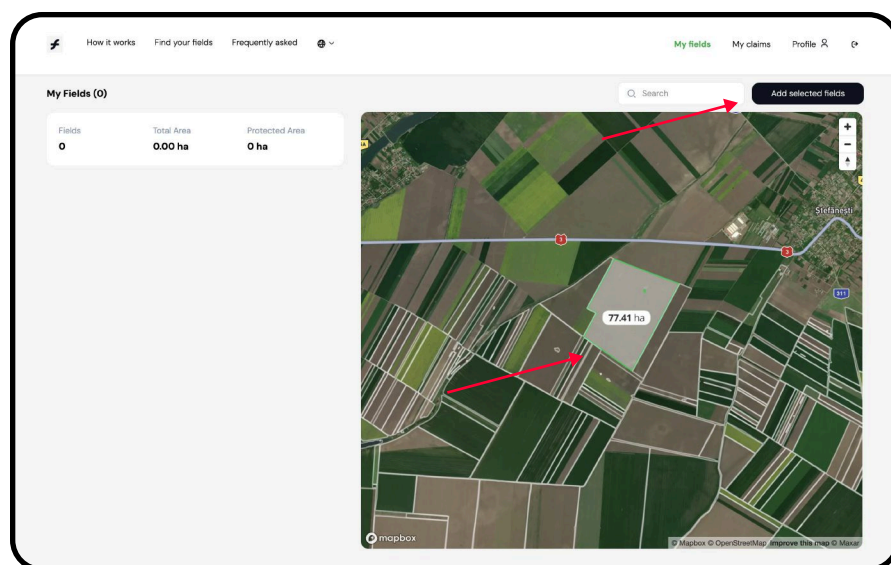 How it works Find your fields Frequently asked My fields My claims Profile
My Fields (0) Search Add selected fields
Fields Total Area Protected Area
0 0.00 ha 0 ha
Ștefănești
3
3
311
77.41 ha
mapbox
© Mapbox © OpenStreetMap Improve this map © Maxar